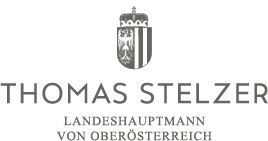 THOMAS STELZER
LANDESHAUPTMANN
VON OBERÖSTERREICH